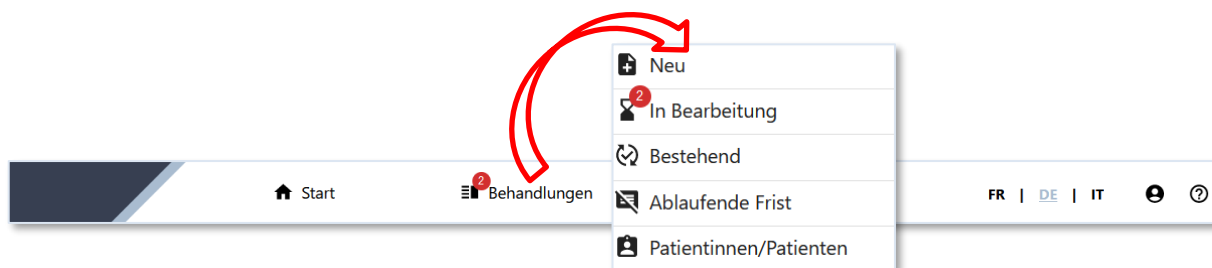 Neu
2
In Bearbeitung
Bestehend
Ablaufende Frist
Patientinnen/Patienten
Start
2
Behandlungen
FR | DE | IT
?